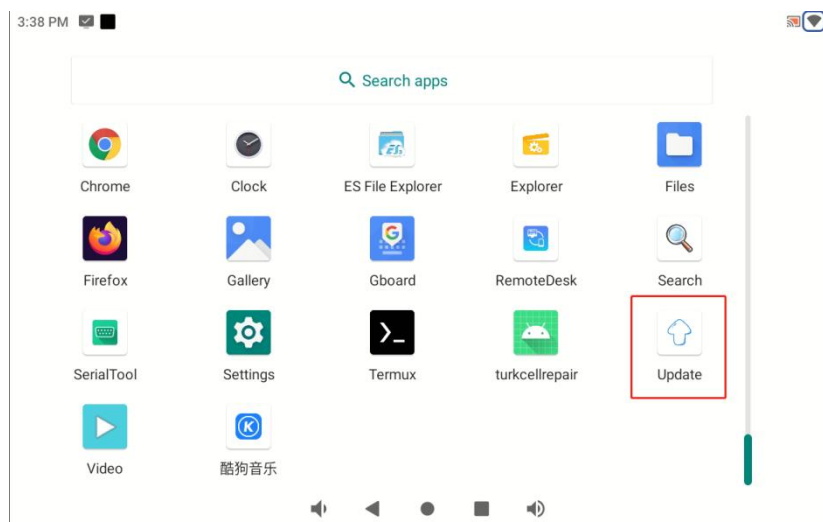 3:38 PM
Search apps
Chrome Clock ES File Explorer Explorer Files
Firefox Gallery Gboard RemoteDesk Search
SerialTool Settings Termux turkcellrepair Update
Video 酷狗音乐